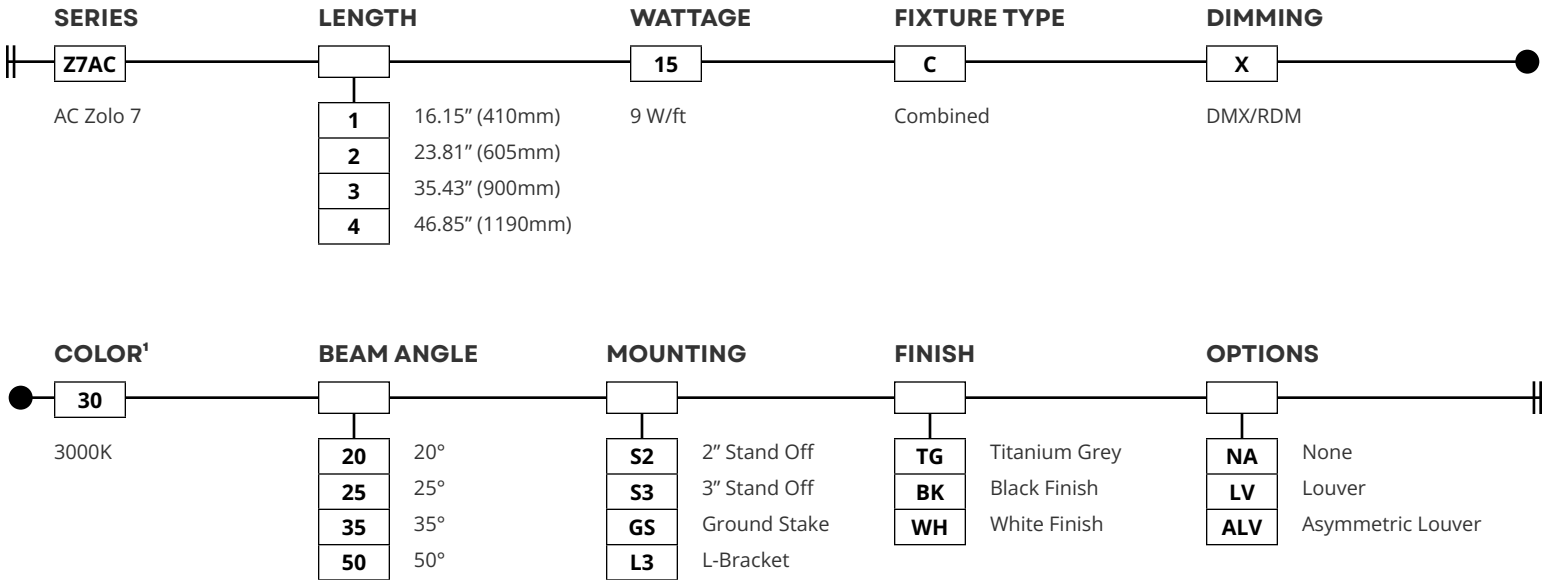 SERIES LENGTH WATTAGE FIXTURE TYPE DIMMING
Z7AC 15 C X
AC Zolo 7 1 16.15” (410mm) 9 W/ft Combined DMX/RDM
2 23.81” (605mm)
3 35.43” (900mm)
4 46.85” (1190mm)
COLOR¹ BEAM ANGLE MOUNTING FINISH OPTIONS
30
3000K 20 20° S2 2” Stand Off TG Titanium Grey NA None
25 25° S3 3” Stand Off BK Black Finish LV Louver
35 35° GS Ground Stake WH White Finish ALV Asymmetric Louver
50 50° L3 L-Bracket